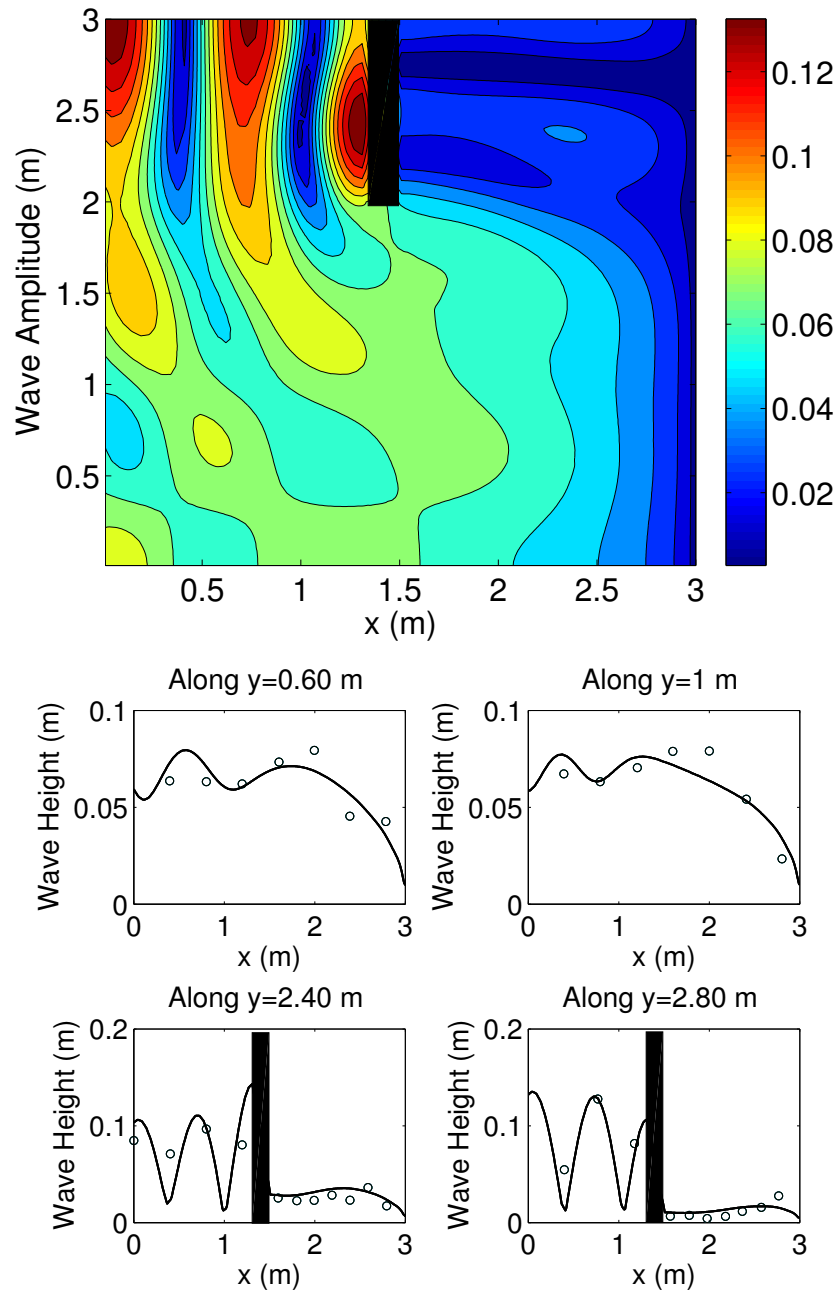 3
2.5
2
1.5
1
0.5
Wave Amplitude (m)
0.5 1 1.5 2 2.5 3
x (m)
0.12
0.1
0.08
0.06
0.04
0.02
Along y=0.60 m
0.1
0.05
0
Wave Height (m)
0 1 2 3
x (m)
Along y=1 m
0.1
0.05
0
Wave Height (m)
0 1 2 3
x (m)
Along y=2.40 m
0.2
0.1
0
Wave Height (m)
0 1 2 3
x (m)
Along y=2.80 m
0.2
0.1
0
Wave Height (m)
0 1 2 3
x (m)